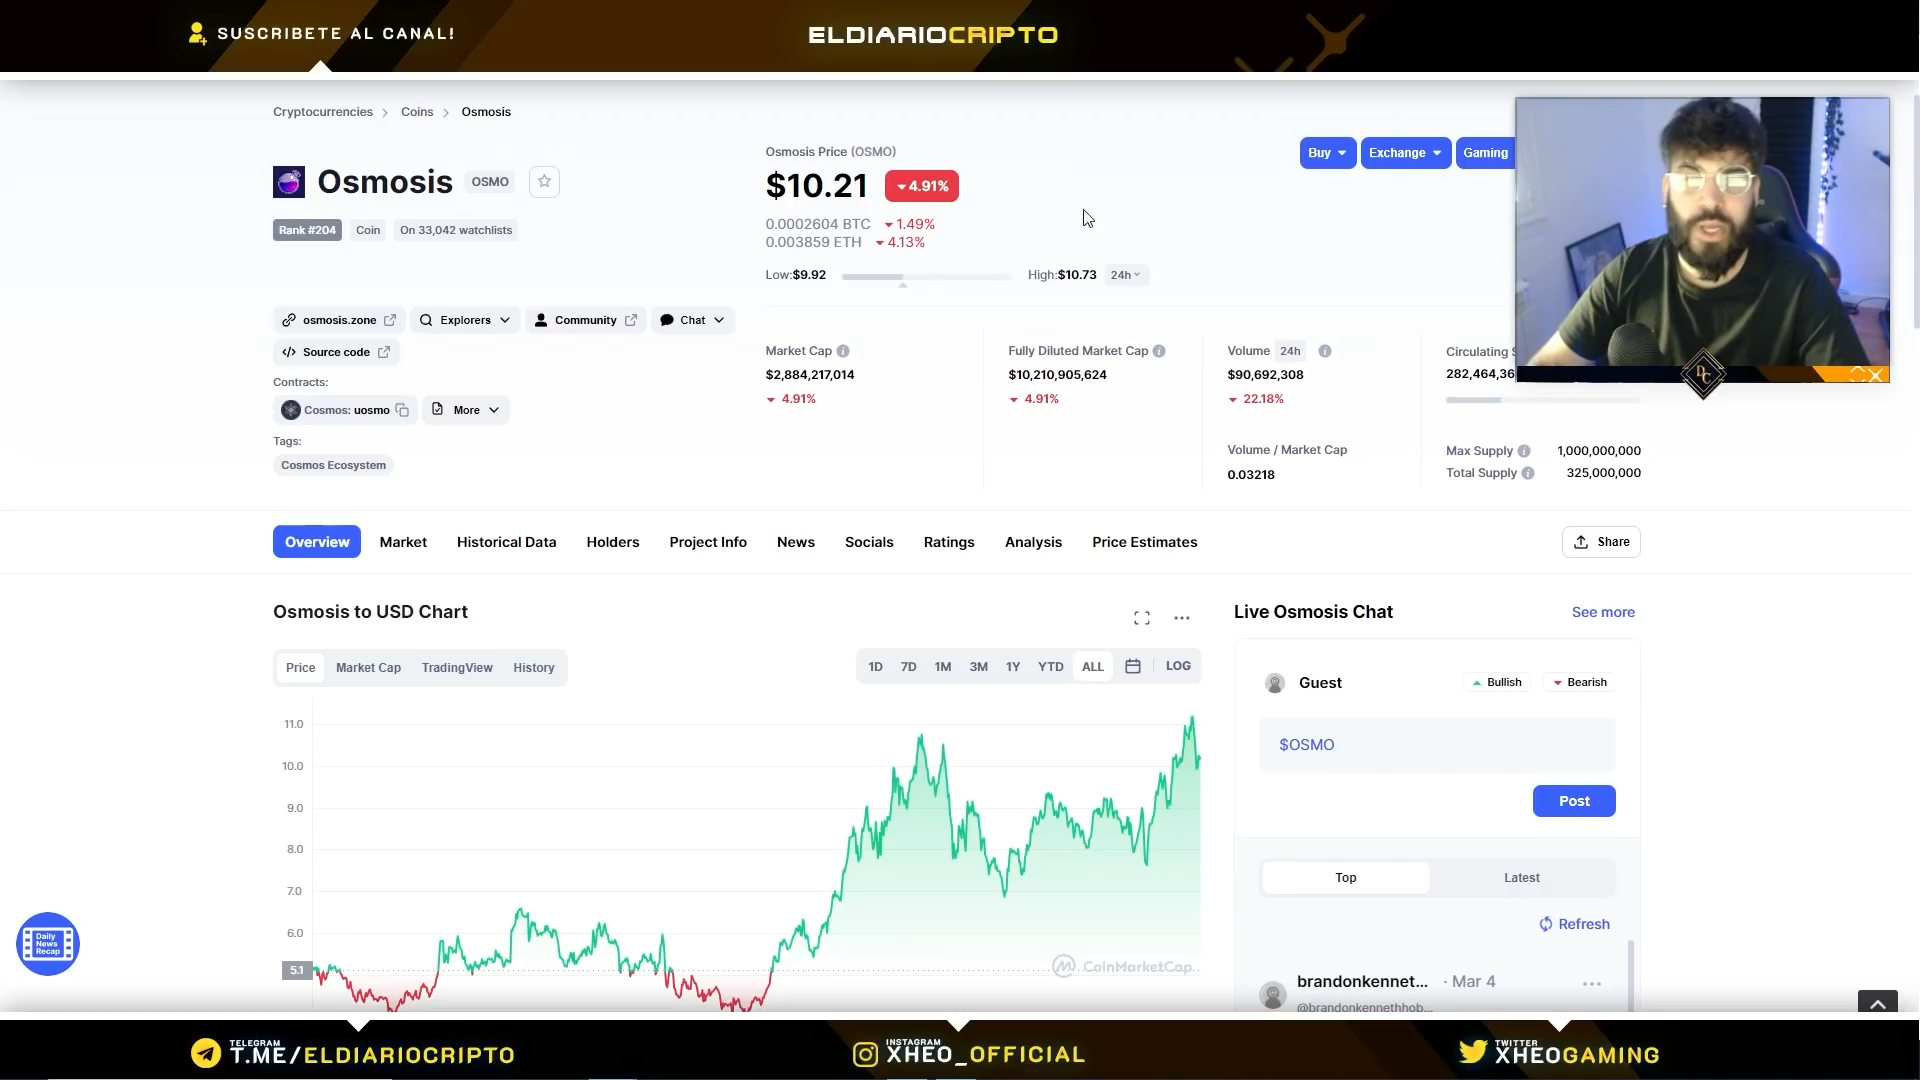 SUSCRIBETE AL CANAL!
ELDIARIOCRIPTO
Cryptocurrencies
Coins
Osmosis
Osmosis
OSMO
Rank #204
Coin
On 33,042 watchlists
osmosis.zone
Explorers
Community
Chat
Source code
Contracts:
Cosmos: uosmo
More
Tags:
Cosmos Ecosystem
Osmosis Price (OSMO)
$10.21
4.91%
0.0002604 BTC
1.49%
0.003859 ETH
4.13%
Low:$9.92
High:$10.73
24h
Buy
Exchange
Gaming
Market Cap
$2,884,217,014
4.91%
Fully Diluted Market Cap
$10,210,905,624
4.91%
Volume 24h
$90,692,308
22.18%
Volume / Market Cap
0.03218
Circulating
282,464,36
Max Supply
1,000,000,000
Total Supply
325,000,000
DC
Overview
Market
Historical Data
Holders
Project Info
News
Socials
Ratings
Analysis
Price Estimates
Share
Osmosis to USD Chart
Price
Market Cap
TradingView
History
1D
7D
1M
3M
1Y
YTD
ALL
LOG
11.0
10.0
9.0
8.0
7.0
6.0
5.1
CoinMarketCap
Live Osmosis Chat
See more
Guest
Bullish
Bearish
$OSMO
Post
Top
Latest
Refresh
brandonkennet...
· Mar 4
@brandonkennethhob...
Daily
News
Recap
TELEGRAM
T.ME/ELDIARIOCRIPTO
INSTAGRAM
XHEO_OFFICIAL
TWITTER
XHEOGAMING